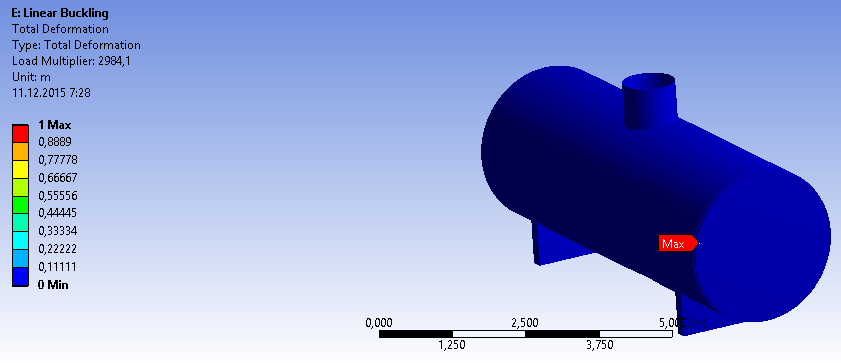 E: Linear Buckling
Total Deformation
Type: Total Deformation
Load Multiplier: 2984,1
Unit: m
11.12.2015 7:28
1 Max
0,8889
0,77778
0,66667
0,55556
0,44445
0,33334
0,22222
0,11111
0 Min
Max
0,000 2,500 5,000
1,250 3,750